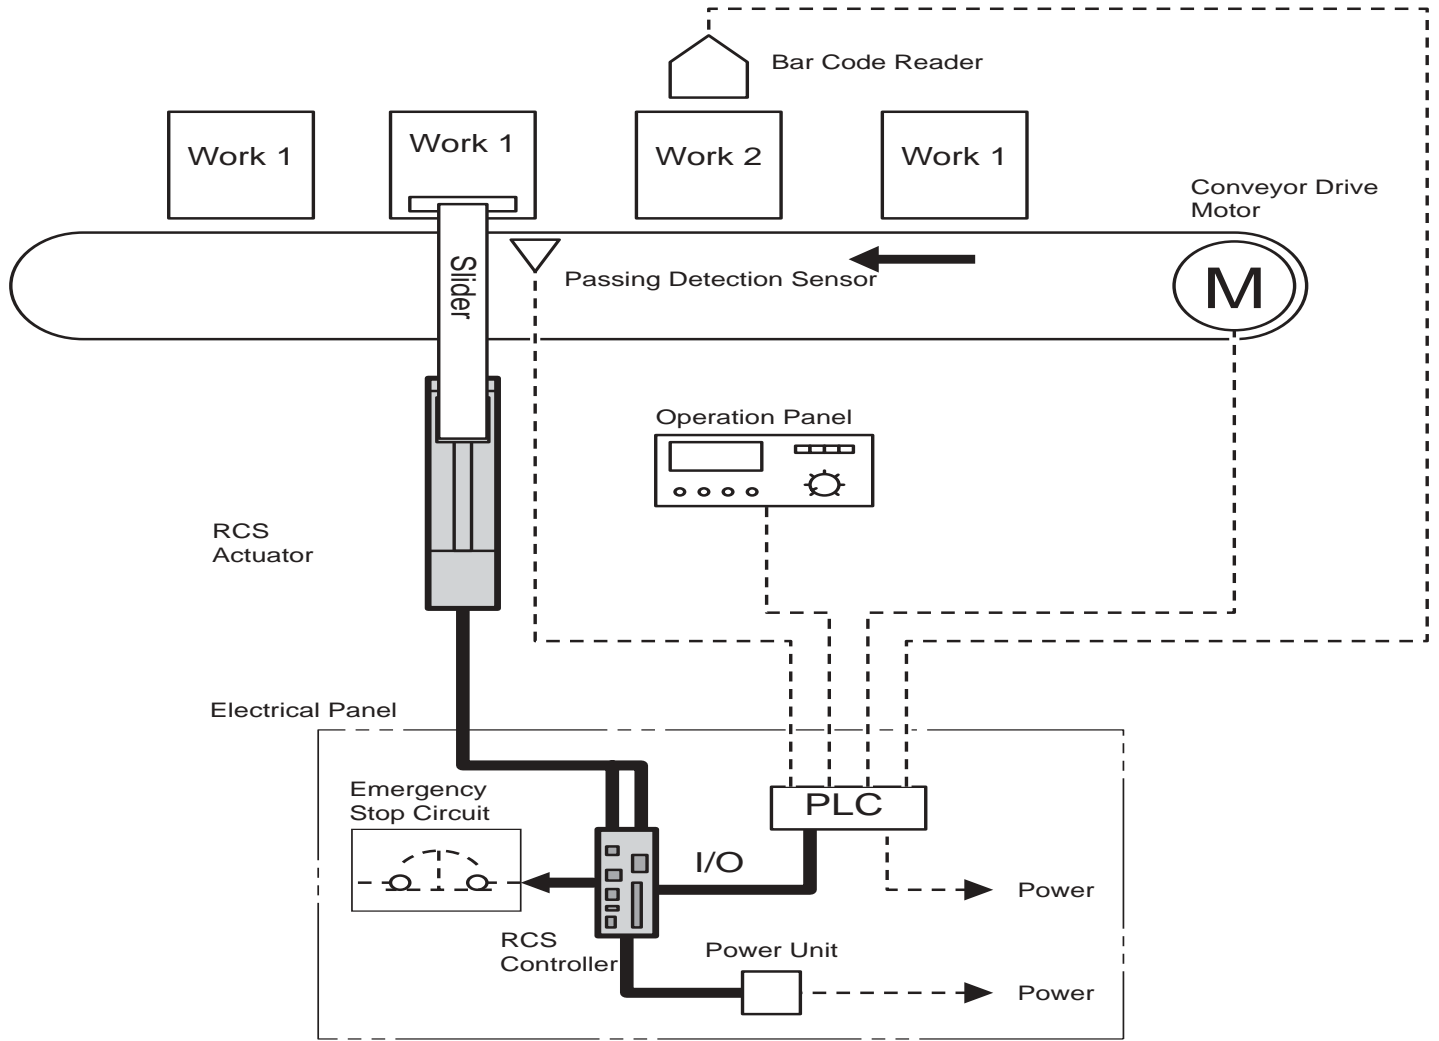 Bar Code Reader
Work 1
Work 1
Work 2
Work 1
Conveyor Drive
Motor
Slider
Passing Detection Sensor
M
Operation Panel
RCS
Actuator
Electrical Panel
Emergency
Stop Circuit
PLC
I/O
Power
RCS
Controller
Power Unit
Power